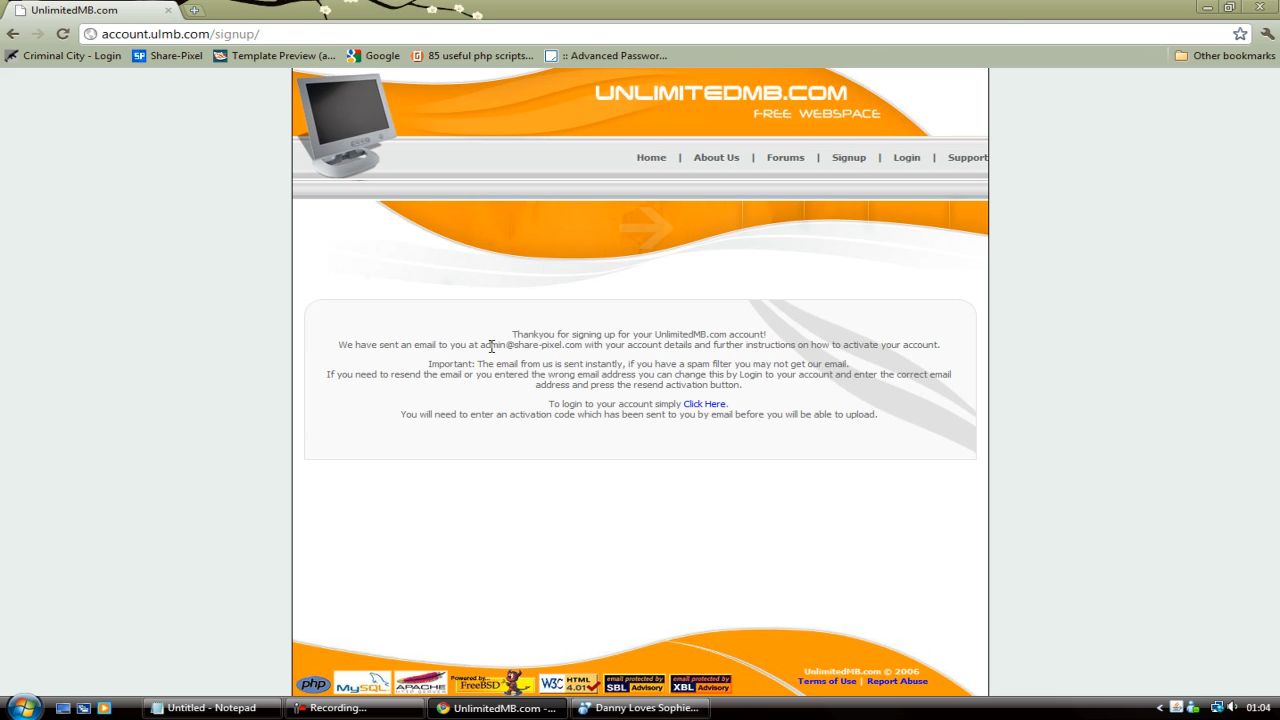 UnlimitedMB.com
account.ulmb.com/signup/
Criminal City - Login
SP Share-Pixel
Template Preview (a...
Google
85 useful php scripts...
:: Advanced Passwor...
Other bookmarks
UNLIMITEDMB.COM
FREE WEBSPACE
Home | About Us | Forums | Signup | Login | Support
Thankyou for signing up for your UnlimitedMB.com account!
We have sent an email to you at admin@share-pixel.com with your account details and further instructions on how to activate your account.
Important: The email from us is sent instantly, if you have a spam filter you may not get our email.
If you need to resend the email or you entered the wrong email address you can change this by Login to your account and enter the correct email
address and press the resend activation button.
To login to your account simply Click Here.
You will need to enter an activation code which has been sent to you by email before you will be able to upload.
UnlimitedMB.com © 2006
Terms of Use | Report Abuse
php
MySQL
APACHE
Powered by
FreeBSD
W3C HTML 4.01
email protected by
SBL Advisory
email protected by
XBL Advisory
Untitled - Notepad
Recording...
UnlimitedMB.com -...
Danny Loves Sophie...
01:04